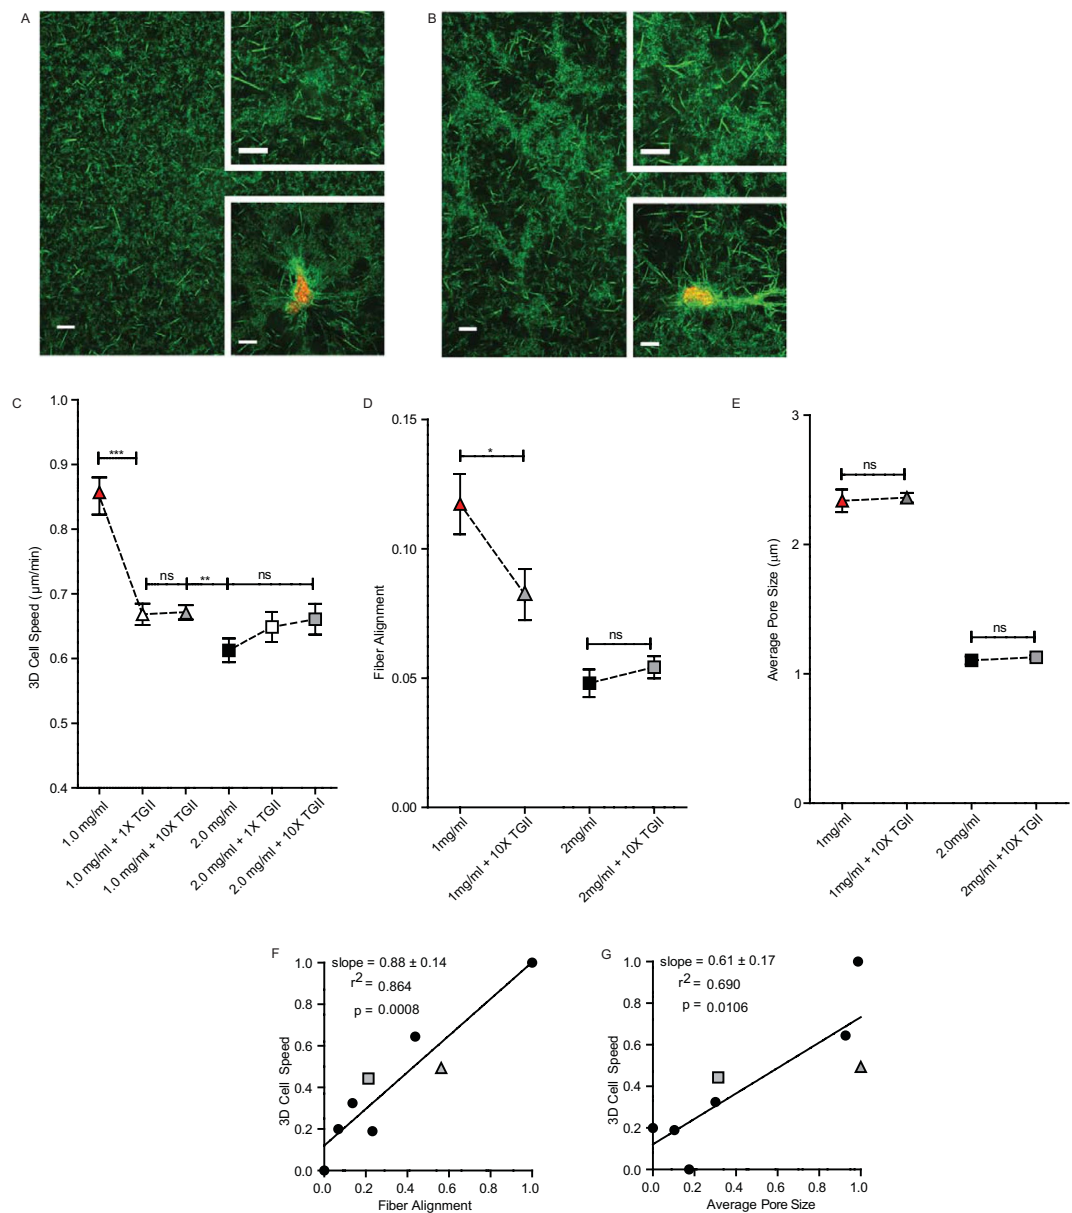 A
B
C
1.0
0.9
0.8
0.7
0.6
0.5
0.4
3D Cell Speed (μm/min)
***
ns
**
ns
1.0 mg/ml
1.0 mg/ml + 1X TGII
1.0 mg/ml + 10X TGII
2.0 mg/ml
2.0 mg/ml + 1X TGII
2.0 mg/ml + 10X TGII
D
0.15
0.10
0.05
0.00
Fiber Alignment
*
ns
1mg/ml
1mg/ml + 10X TGII
2mg/ml
2mg/ml + 10X TGII
E
3
2
1
0
Average Pore Size (μm)
ns
ns
1mg/ml
1mg/ml + 10X TGII
2.0mg/ml
2mg/ml +10X TGII
F
slope = 0.88 ± 0.14
r2 = 0.864
p = 0.0008
1.0
0.8
0.6
0.4
0.2
0.0
3D Cell Speed
0.0 0.2 0.4 0.6 0.8 1.0
Fiber Alignment
G
slope = 0.61 ± 0.17
r2 = 0.690
p = 0.0106
1.0
0.8
0.6
0.4
0.2
0.0
3D Cell Speed
0.0 0.2 0.4 0.6 0.8 1.0
Average Pore Size